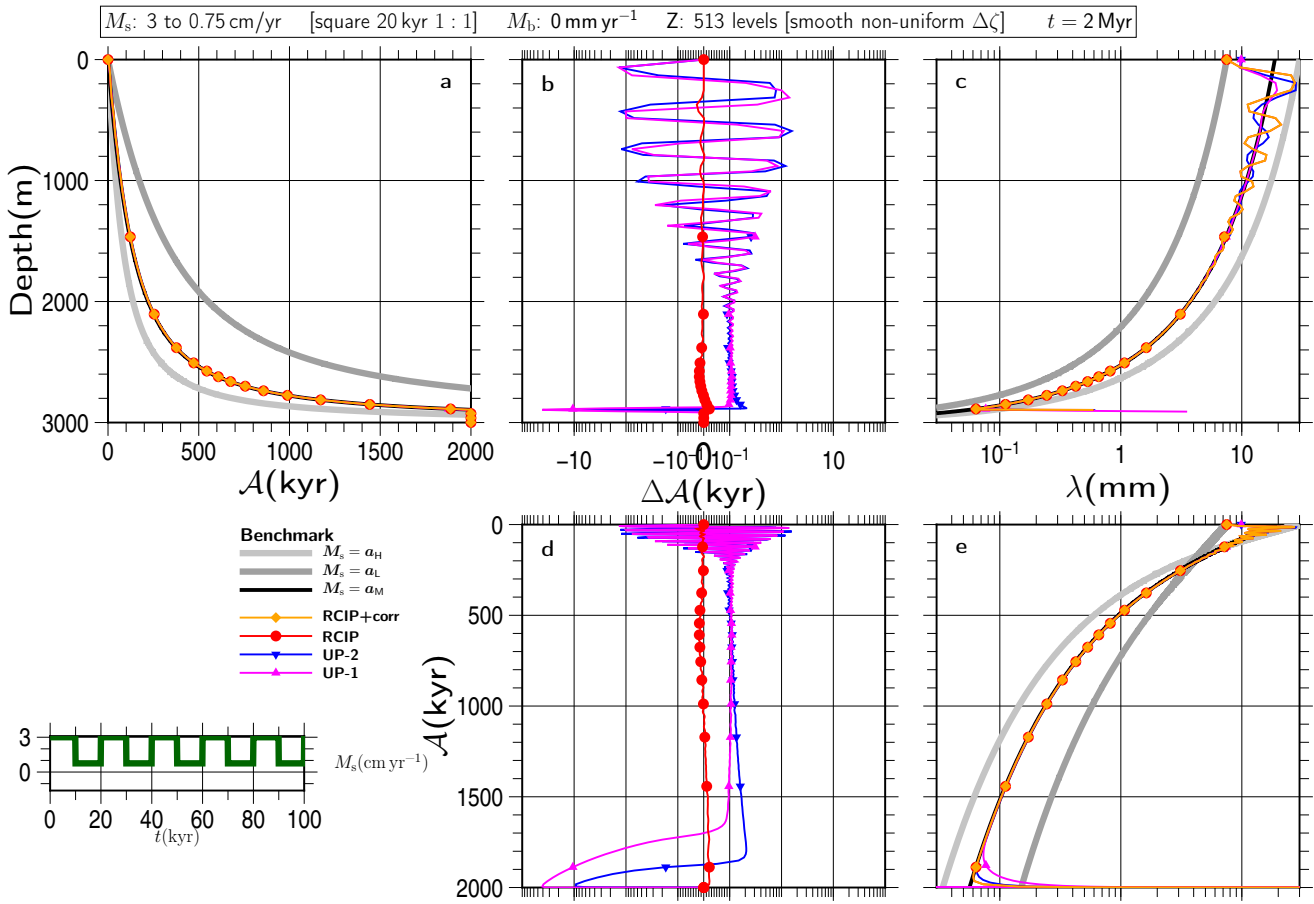 Mₛ: 3 to 0.75 cm/yr [square 20 kyr 1 : 1] M_b: 0 mm yr⁻¹ Z: 513 levels [smooth non-uniform Δζ] t = 2 Myr
a
b
c
0
1000
2000
3000
Depth(m)
0 500 1000 1500 2000
𝒜(kyr)
−10 −10⁻¹ 0 10⁻¹ 10
Δ𝒜(kyr)
10⁻¹ 1 10
λ(mm)
Benchmark
Mₛ = a_H
Mₛ = a_L
Mₛ = a_M
RCIP+corr
RCIP
UP-2
UP-1
3
0
Mₛ(cm yr⁻¹)
0 20 40 60 80 100
t(kyr)
d
e
0
500
1000
1500
2000
𝒜(kyr)